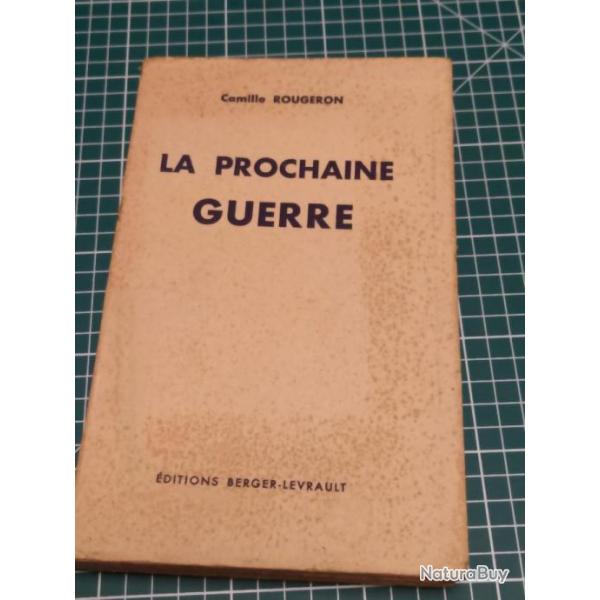 Camille ROUGERON
LA PROCHAINE
GUERRE
ÉDITIONS BERGER-LEVRAULT
NaturaBuy